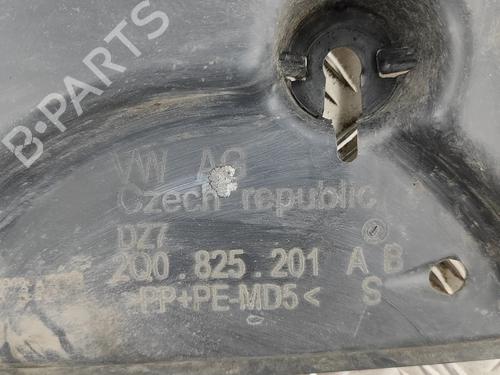 B-PARTS
VW AG
Czech republic
DZ7
2Q0.825.201 A B
>PP+PE-MD5< S